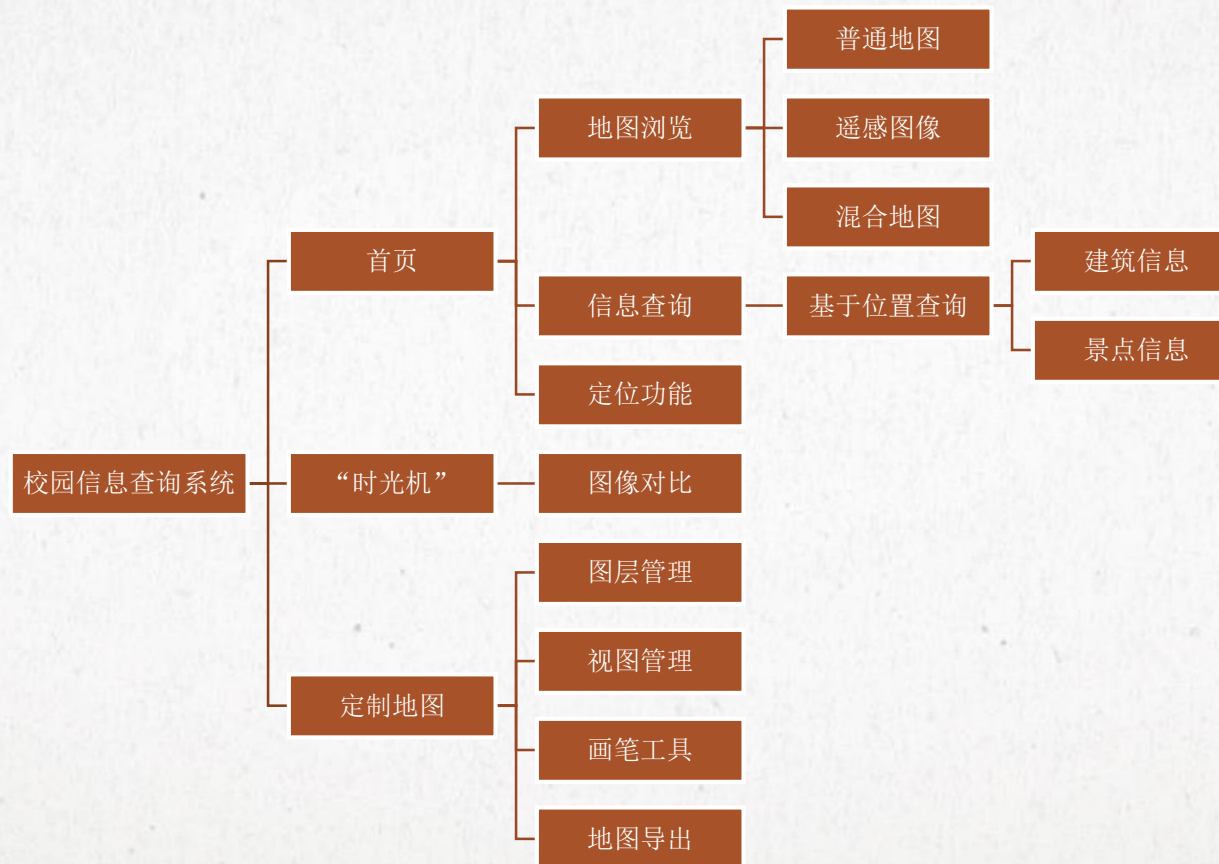 校园信息查询系统
首页
地图浏览
普通地图
遥感图像
混合地图
信息查询
基于位置查询
建筑信息
景点信息
定位功能
“时光机”
图像对比
定制地图
图层管理
视图管理
画笔工具
地图导出